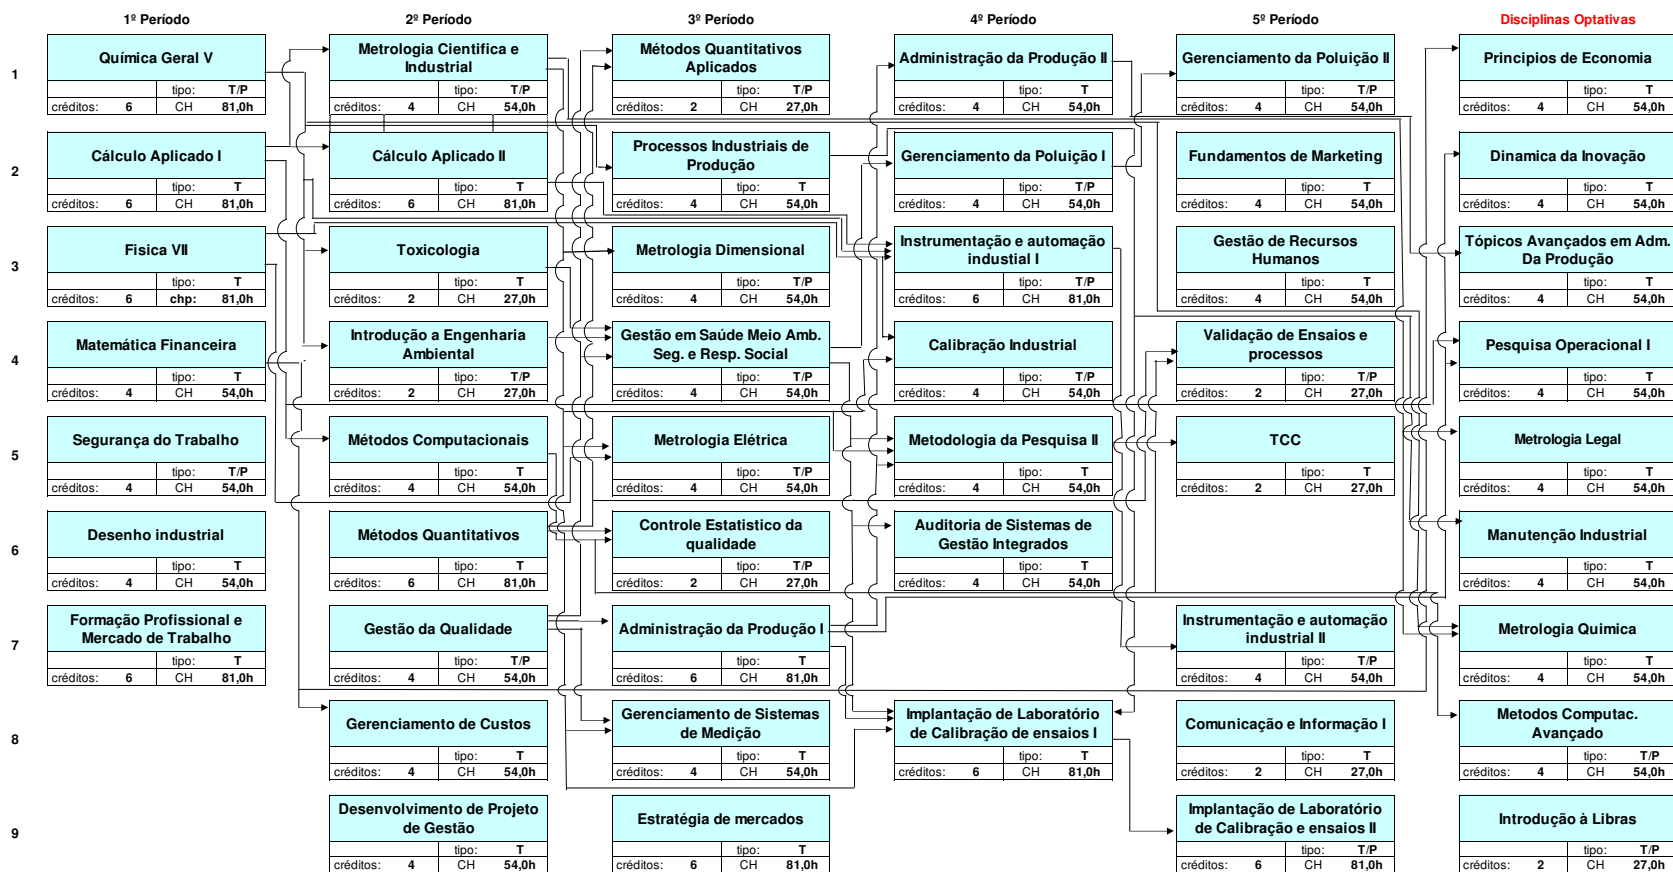 1º Período
2º Período
3º Período
4º Período
5º Período
Disciplinas Optativas
1
Química Geral V
tipo: T/P
créditos: 6 CH 81,0h
Metrologia Cientifica e
Industrial
tipo: T/P
créditos: 4 CH 54,0h
Métodos Quantitativos
Aplicados
tipo: T/P
créditos: 2 CH 27,0h
Administração da Produção II
tipo: T
créditos: 4 CH 54,0h
Gerenciamento da Poluição II
tipo: T
créditos: 4 CH 54,0h
Principios de Economia
tipo: T
créditos: 4 CH 54,0h
2
Cálculo Aplicado I
tipo: T
créditos: 6 CH 81,0h
Cálculo Aplicado II
tipo: T
créditos: 6 CH 81,0h
Processos Industriais de
Produção
tipo: T
créditos: 4 CH 54,0h
Gerenciamento da Poluição I
tipo: T/P
créditos: 4 CH 54,0h
Fundamentos de Marketing
tipo: T
créditos: 4 CH 54,0h
Dinamica da Inovação
tipo: T
créditos: 4 CH 54,0h
3
Fisica VII
tipo: T
créditos: 6 chp: 81,0h
Toxicologia
tipo: T
créditos: 2 CH 27,0h
Metrologia Dimensional
tipo: T/P
créditos: 4 CH 54,0h
Instrumentação e automação
industial I
tipo: T/P
créditos: 6 CH 81,0h
Gestão de Recursos
Humanos
tipo: T
créditos: 4 CH 54,0h
Tópicos Avançados em Adm.
Da Produção
tipo: T
créditos: 4 CH 54,0h
4
Matemática Financeira
tipo: T
créditos: 4 CH 54,0h
Introdução a Engenharia
Ambiental
tipo: T/P
créditos: 2 CH 27,0h
Gestão em Saúde Meio Amb.
Seg. e Resp. Social
tipo: T/P
créditos: 4 CH 54,0h
Calibração Industrial
tipo: T/P
créditos: 4 CH 54,0h
Validação de Ensaios e
processos
tipo: T/P
créditos: 2 CH 27,0h
Pesquisa Operacional I
tipo: T
créditos: 4 CH 54,0h
5
Segurança do Trabalho
tipo: T/P
créditos: 4 CH 54,0h
Métodos Computacionais
tipo: T
créditos: 4 CH 54,0h
Metrologia Elétrica
tipo: T/P
créditos: 4 CH 54,0h
Metodologia da Pesquisa II
tipo: T
créditos: 4 CH 54,0h
TCC
tipo: T
créditos: 2 CH 27,0h
Metrologia Legal
tipo: T
créditos: 4 CH 54,0h
6
Desenho industrial
tipo: T
créditos: 4 CH 54,0h
Métodos Quantitativos
tipo: T
créditos: 6 CH 81,0h
Controle Estatistico da
qualidade
tipo: T/P
créditos: 2 CH 27,0h
Auditoria de Sistemas de
Gestão Integrados
tipo: T
créditos: 4 CH 54,0h
Manutenção Industrial
tipo: T
créditos: 4 CH 54,0h
7
Formação Profissional e
Mercado de Trabalho
tipo: T
créditos: 6 CH 81,0h
Gestão da Qualidade
tipo: T/P
créditos: 4 CH 54,0h
Administração da Produção I
tipo: T
créditos: 6 CH 81,0h
Instrumentação e automação
industrial II
tipo: T/P
créditos: 4 CH 54,0h
Metrologia Quimica
tipo: T
créditos: 4 CH 54,0h
8
Gerenciamento de Custos
tipo: T
créditos: 4 CH 54,0h
Gerenciamento de Sistemas
de Medição
tipo: T
créditos: 4 CH 54,0h
Implantação de Laboratório
de Calibração de ensaios I
tipo: T
créditos: 6 CH 81,0h
Comunicação e Informação I
tipo: T
créditos: 2 CH 27,0h
Metodos Computac.
Avançado
tipo: T/P
créditos: 4 CH 54,0h
9
Desenvolvimento de Projeto
de Gestão
tipo: T
créditos: 4 CH 54,0h
Estratégia de mercados
tipo: T
créditos: 6 CH 81,0h
Implantação de Laboratório
de Calibração e ensaios II
tipo: T/P
créditos: 6 CH 81,0h
Introdução à Libras
tipo: T/P
créditos: 2 CH 27,0h